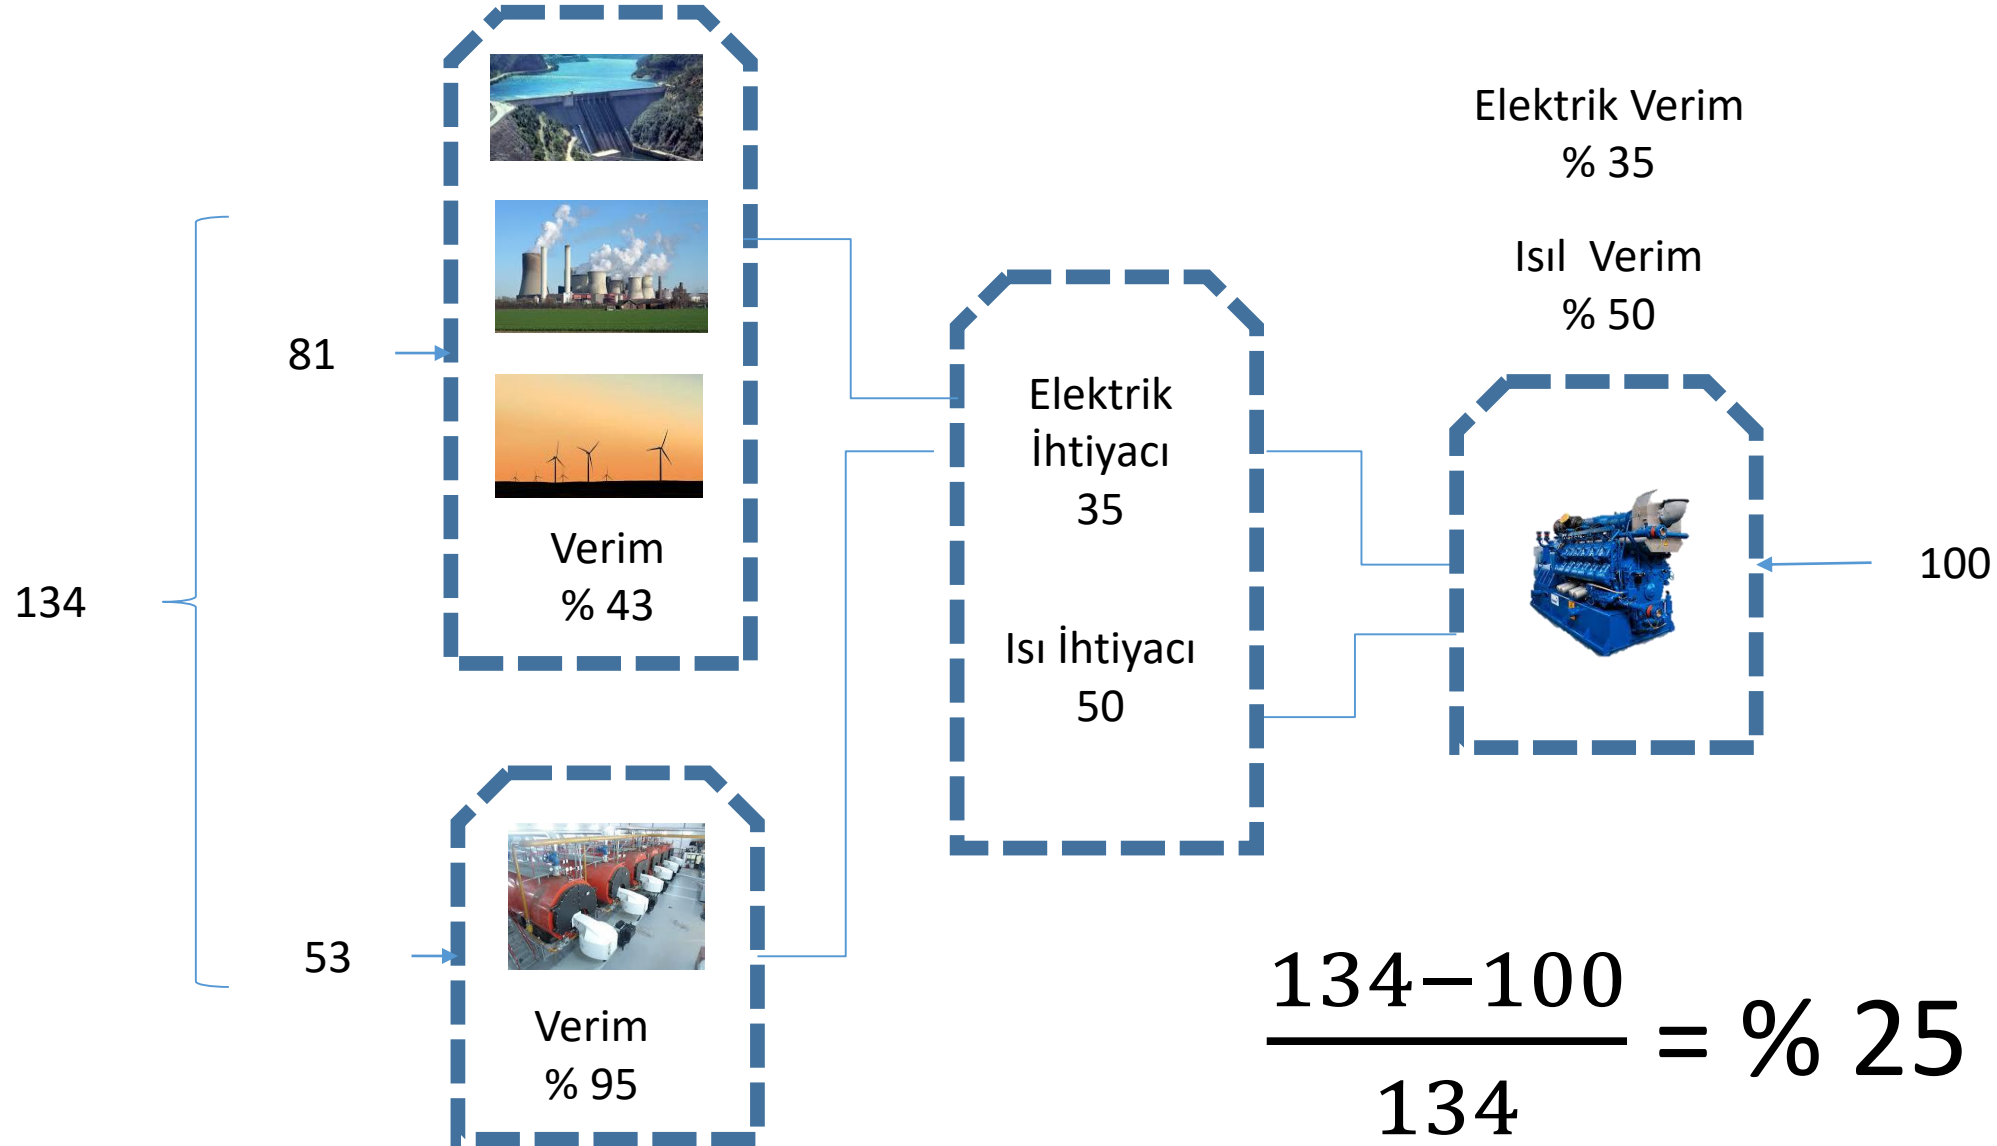 134
81
53
Verim
% 43
Verim
% 95
Elektrik
İhtiyacı
35
Isı İhtiyacı
50
Elektrik Verim
% 35
Isıl  Verim
% 50
100
134−100
134
= % 25